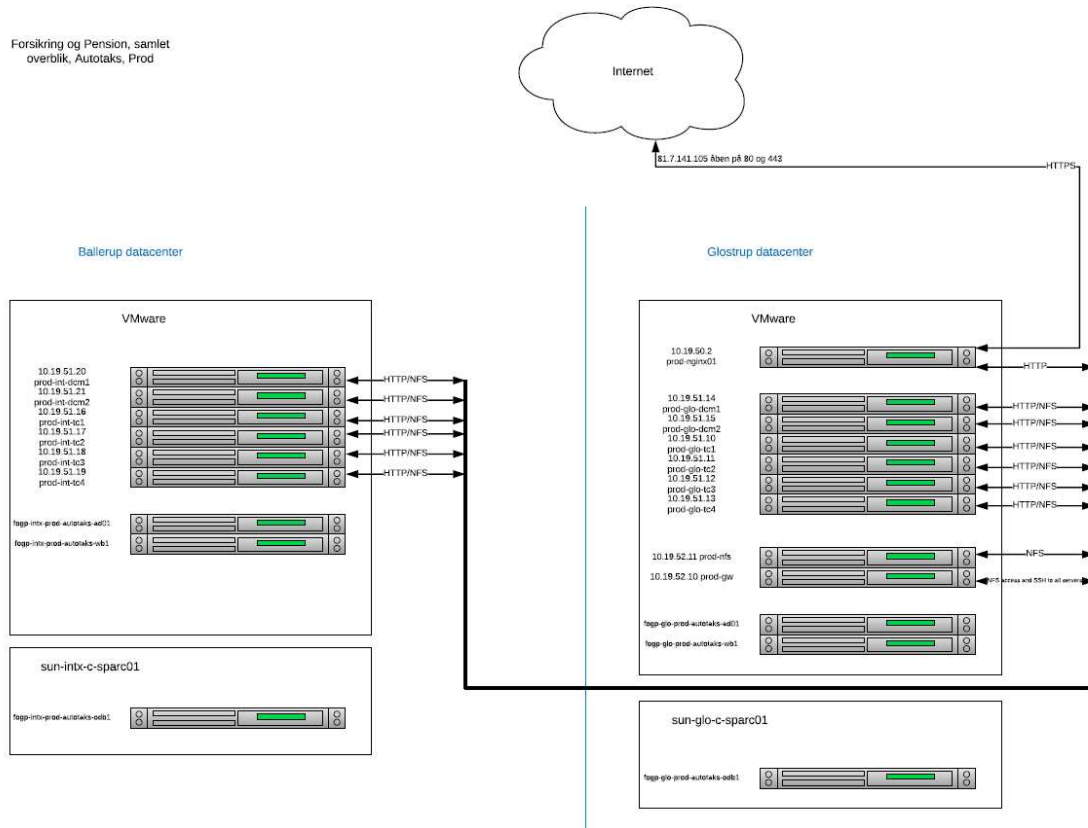 Forsikring og Pension, samlet
overblik, Autotaks, Prod
Internet
81.7.141.105 åben på 80 og 443
HTTPS
Ballerup datacenter
VMware
10.19.51.20
prod-int-dcm1
10.19.51.21
prod-int-dcm2
10.19.51.16
prod-int-tc1
10.19.51.17
prod-int-tc2
10.19.51.18
prod-int-tc3
10.19.51.19
prod-int-tc4
HTTP/NFS
HTTP/NFS
HTTP/NFS
HTTP/NFS
HTTP/NFS
HTTP/NFS
fogp-intx-prod-autotaks-ad01
fogp-intx-prod-autotaks-wb1
sun-intx-c-sparc01
fogp-intx-prod-autotaks-odb1
Glostrup datacenter
VMware
10.19.50.2
prod-nginx01
HTTP
10.19.51.14
prod-glo-dcm1
10.19.51.15
prod-glo-dcm2
10.19.51.10
prod-glo-tc1
10.19.51.11
prod-glo-tc2
10.19.51.12
prod-glo-tc3
10.19.51.13
prod-glo-tc4
HTTP/NFS
HTTP/NFS
HTTP/NFS
HTTP/NFS
HTTP/NFS
HTTP/NFS
10.19.52.11 prod-nfs
NFS
10.19.52.10 prod-gw
NFS access and SSH to all servers
fogp-glo-prod-autotaks-ad01
fogp-glo-prod-autotaks-wb1
sun-glo-c-sparc01
fogp-glo-prod-autotaks-odb1